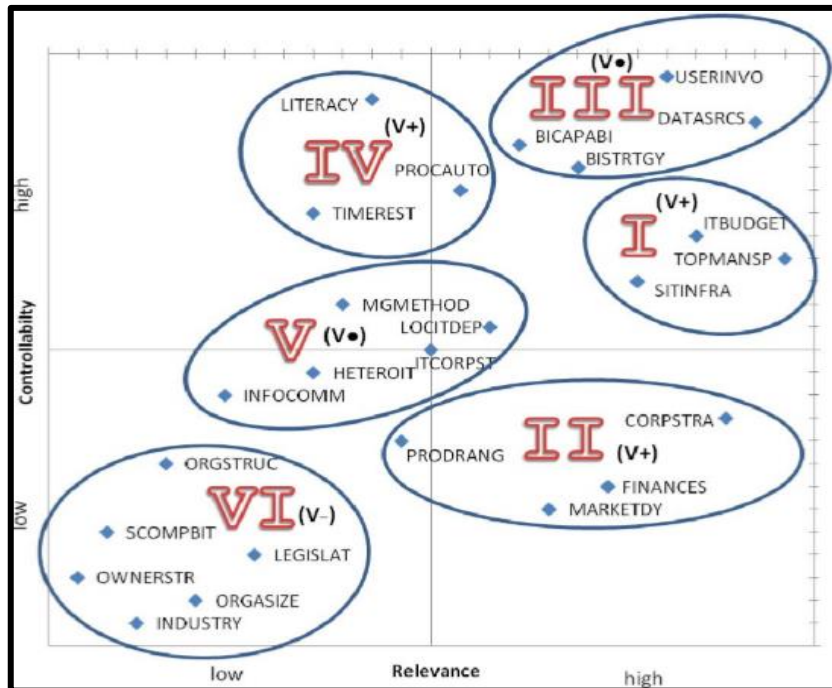 (V●)
USERINVO
III
LITERACY
DATASRCS
(V+)
BICAPABI
IV
BISTRTGY
PROCAUTO
high
(V+)
TIMEREST
I
ITBUDGET
TOPMANSP
SITINFRA
MGMETHOD
LOCITDEP
V
(V●)
Controllabilty
ITCORPST
HETEROIT
INFOCOMM
CORPSTRA
II
PRODRANG
(V+)
ORGSTRUC
FINANCES
VI
(V–)
MARKETDY
low
SCOMPBIT
LEGISLAT
OWNERSTR
ORGASIZE
INDUSTRY
low
Relevance
high